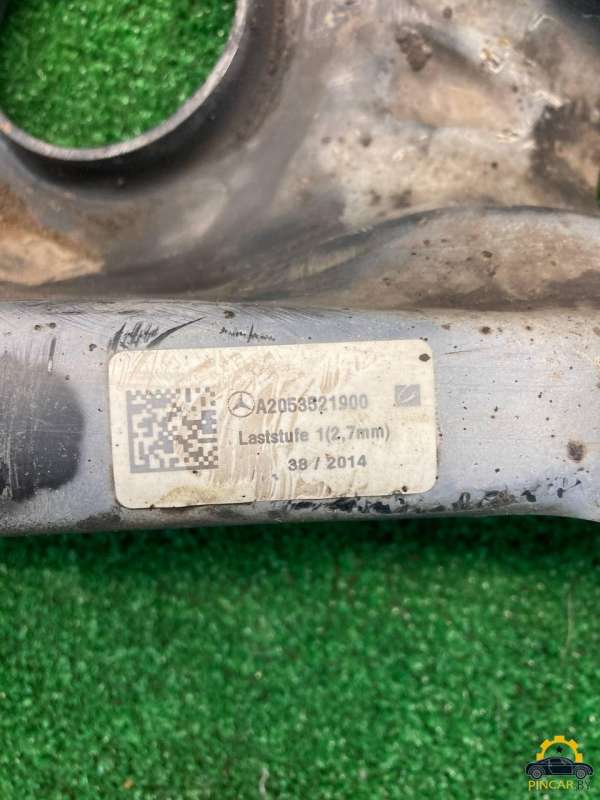 A2053521900
Laststufe 1(2,7mm)
38 / 2014
PINCAR.BY